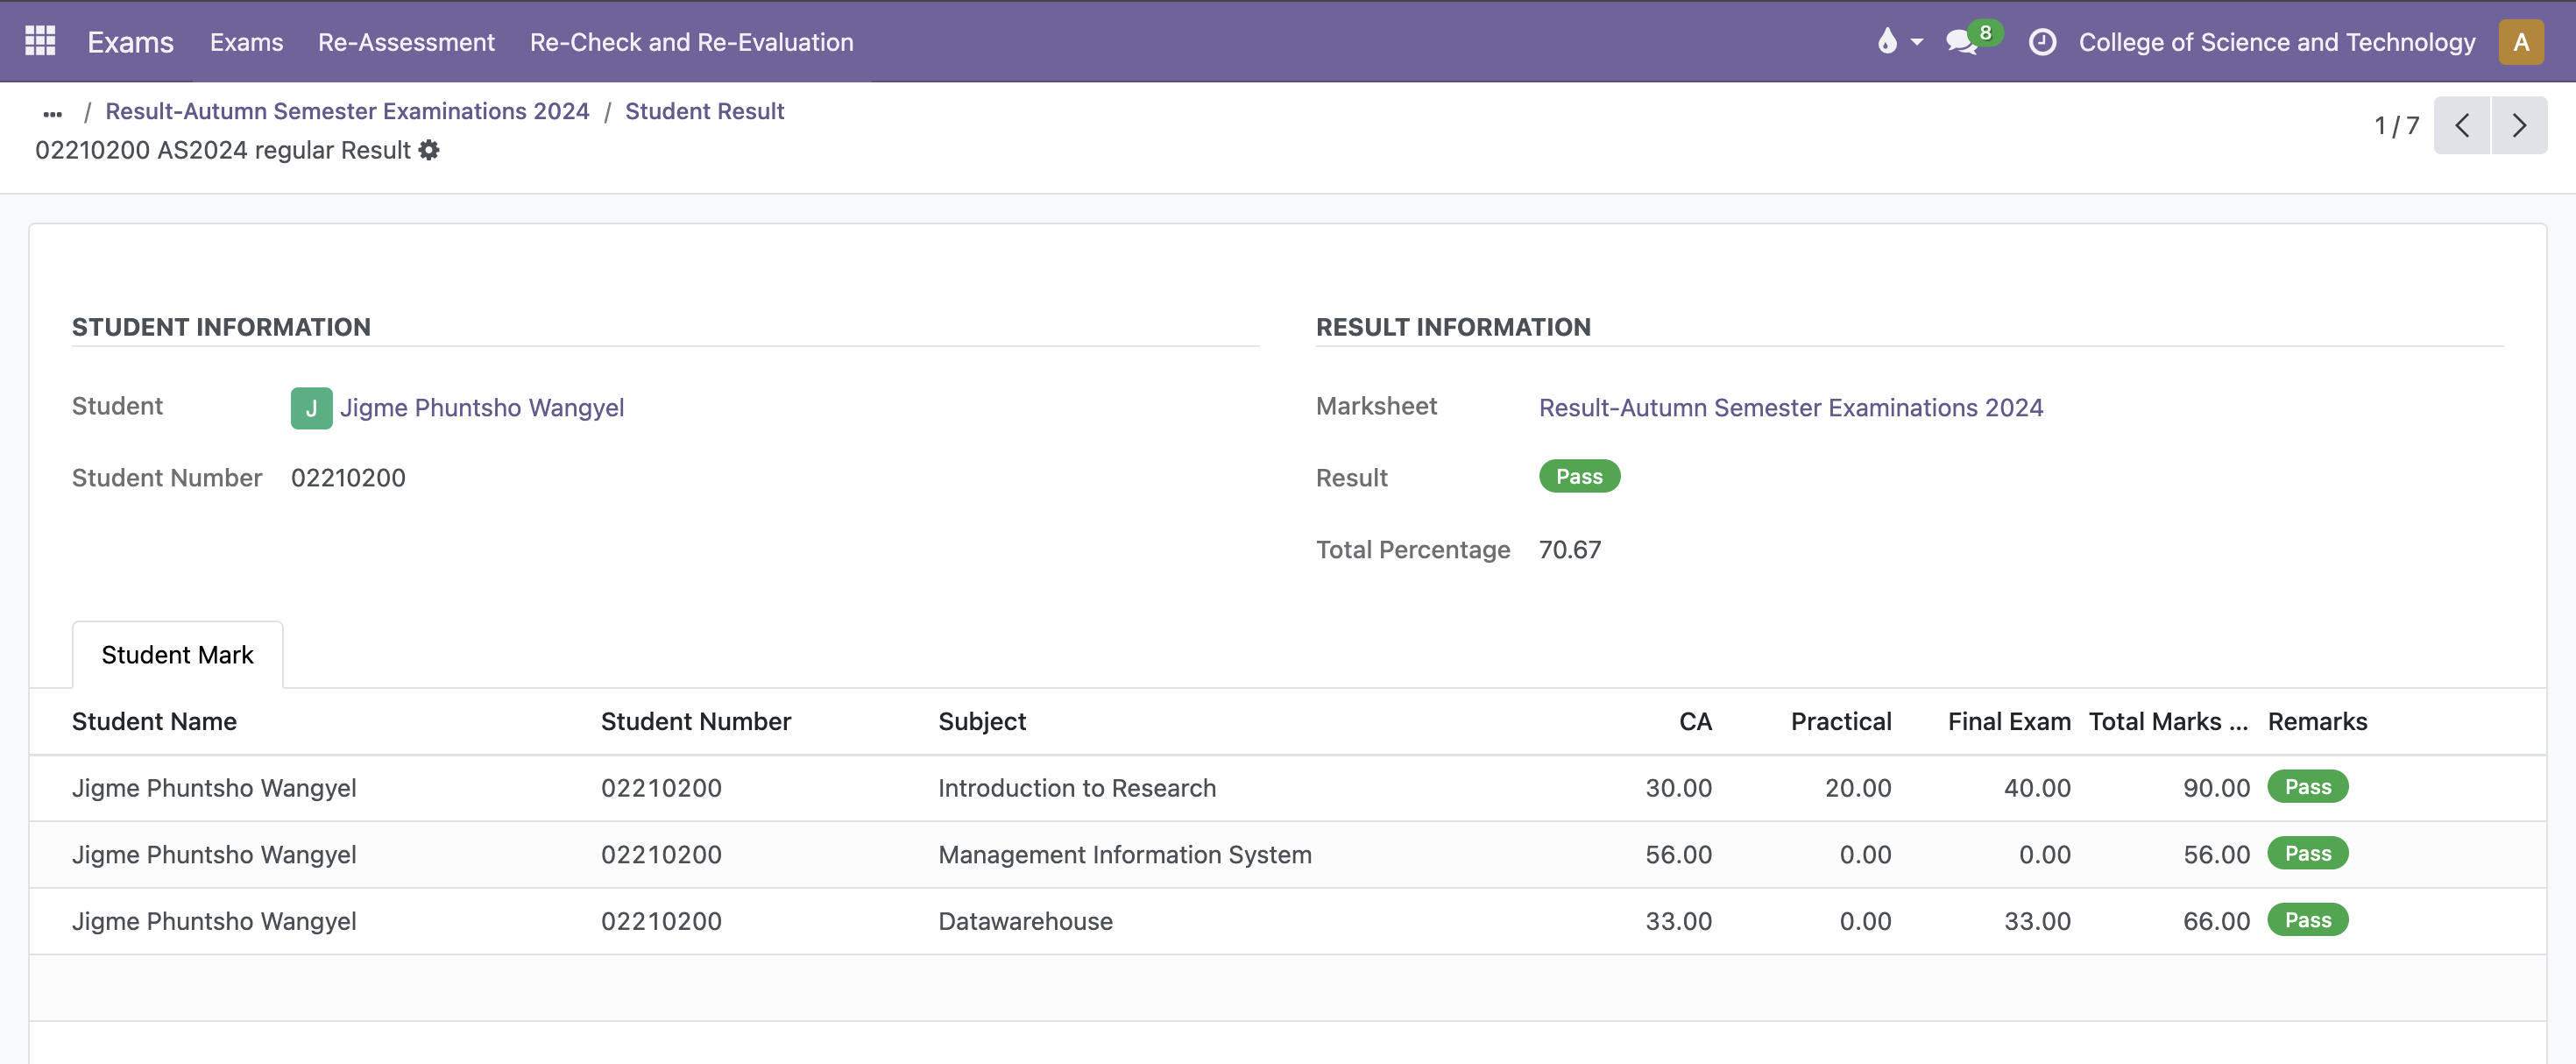 Exams Exams Re-Assessment Re-Check and Re-Evaluation 8 College of Science and Technology A
... / Result-Autumn Semester Examinations 2024 / Student Result
02210200 AS2024 regular Result
1 / 7
STUDENT INFORMATION
Student J Jigme Phuntsho Wangyel
Student Number 02210200
RESULT INFORMATION
Marksheet Result-Autumn Semester Examinations 2024
Result Pass
Total Percentage 70.67
Student Mark
Student Name Student Number Subject CA Practical Final Exam Total Marks ... Remarks
Jigme Phuntsho Wangyel 02210200 Introduction to Research 30.00 20.00 40.00 90.00 Pass
Jigme Phuntsho Wangyel 02210200 Management Information System 56.00 0.00 0.00 56.00 Pass
Jigme Phuntsho Wangyel 02210200 Datawarehouse 33.00 0.00 33.00 66.00 Pass